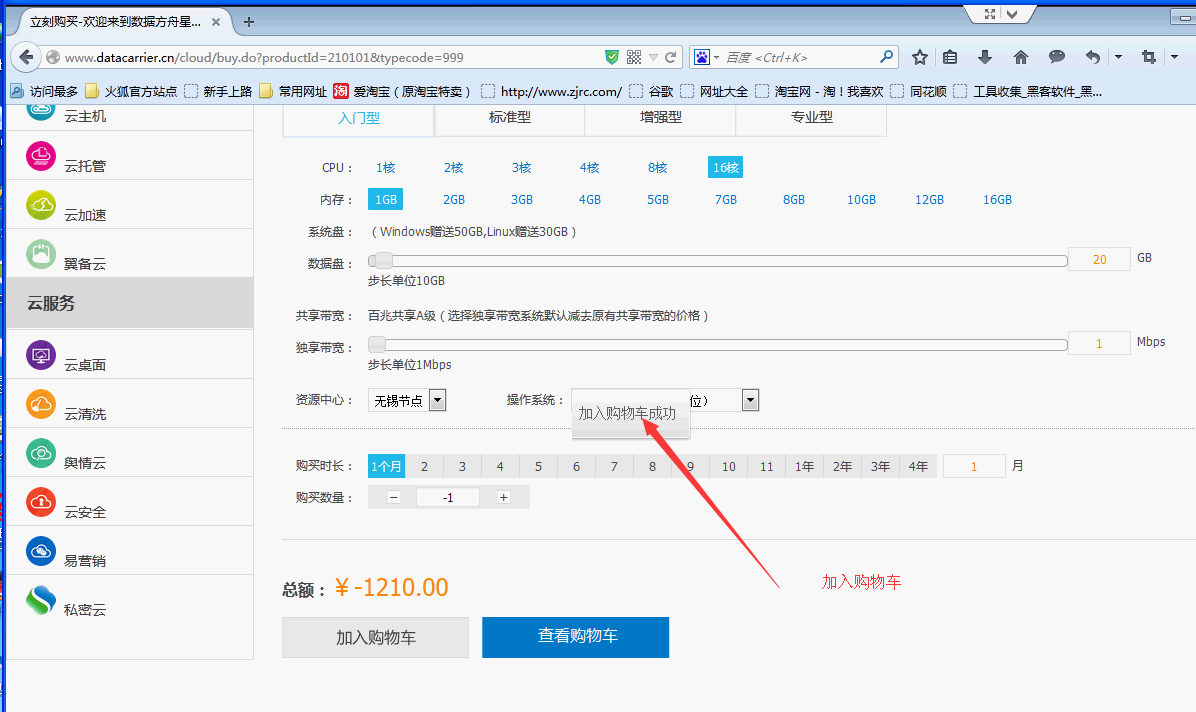 立刻购买-欢迎来到数据方舟星...
www.datacarrier.cn/cloud/buy.do?productId=210101&typecode=999
百度 <Ctrl+K>
访问最多 火狐官方站点 新手上路 常用网址 淘 爱淘宝（原淘宝特卖） http://www.zjrc.com/ 谷歌 网址大全 淘宝网 - 淘！我喜欢 同花顺 工具收集_黑客软件_黑...
云主机
云托管
云加速
翼备云
云服务
云桌面
云清洗
舆情云
云安全
易营销
私密云
入门型 标准型 增强型 专业型
CPU： 1核 2核 3核 4核 8核 16核
内存： 1GB 2GB 3GB 4GB 5GB 7GB 8GB 10GB 12GB 16GB
系统盘： （Windows赠送50GB,Linux赠送30GB）
数据盘： 20 GB
步长单位10GB
共享带宽： 百兆共享A级（选择独享带宽系统默认减去原有共享带宽的价格）
独享带宽： 1 Mbps
步长单位1Mbps
资源中心： 无锡节点 操作系统： 位）
加入购物车成功
购买时长： 1个月 2 3 4 5 6 7 8 9 10 11 1年 2年 3年 4年 1 月
购买数量： － -1 +
加入购物车
总额： ￥-1210.00
加入购物车 查看购物车